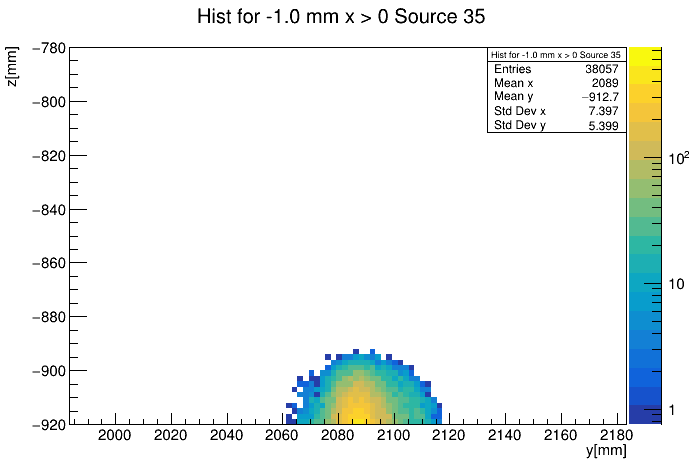 Hist for -1.0 mm x > 0 Source 35
z[mm]
−780
−800
−820
−840
−860
−880
−900
−920
2000 2020 2040 2060 2080 2100 2120 2140 2160 2180
y[mm]
Hist for -1.0 mm x > 0 Source 35
Entries 38057
Mean x 2089
Mean y −912.7
Std Dev x 7.397
Std Dev y 5.399
10²
10
1